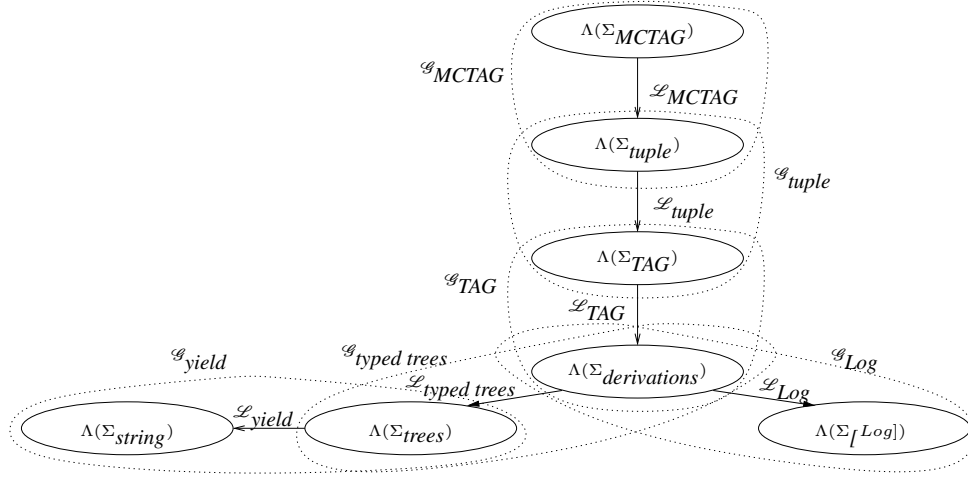 Λ(Σ_MCTAG)
𝒢_MCTAG
ℒ_MCTAG
Λ(Σ_tuple)
𝒢_tuple
ℒ_tuple
Λ(Σ_TAG)
𝒢_TAG
ℒ_TAG
𝒢_yield
𝒢_typed trees
𝒢_Log
Λ(Σ_derivations)
ℒ_typed trees
ℒ_Log
ℒ_yield
Λ(Σ_string)
Λ(Σ_trees)
Λ(Σ_[^Log])